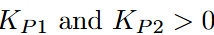 K_{P1} and K_{P2} > 0